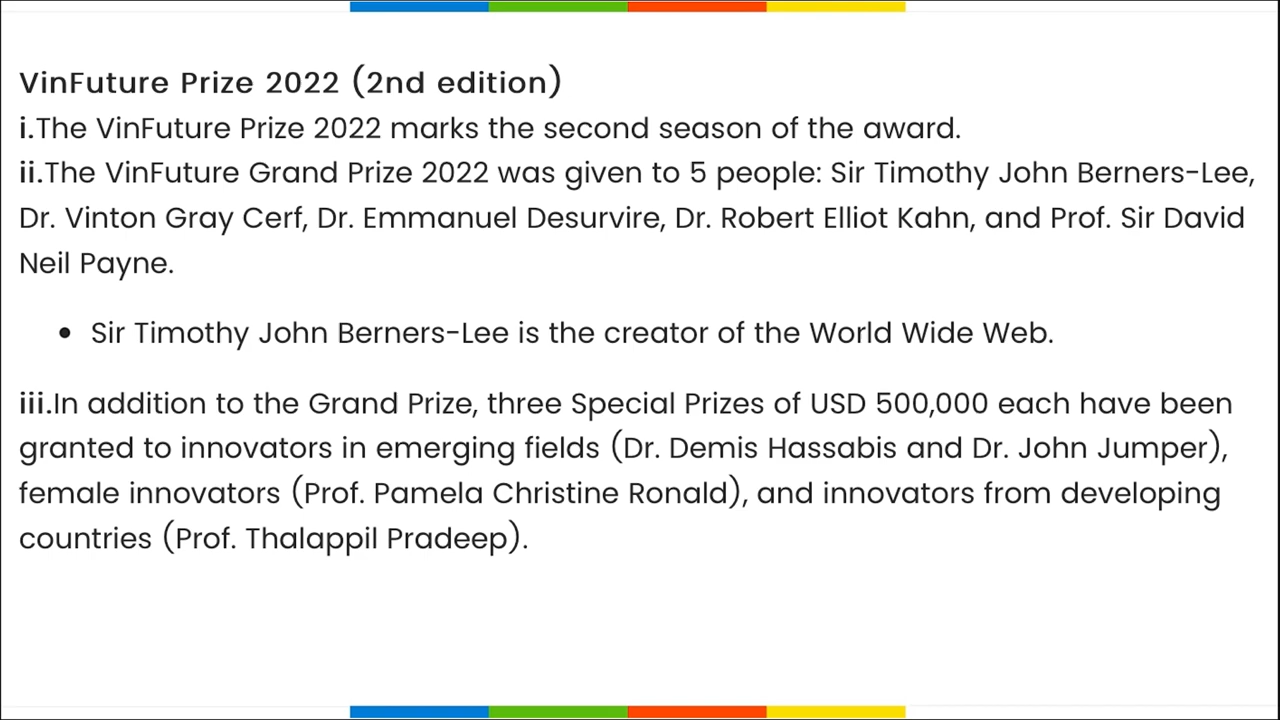 VinFuture Prize 2022 (2nd edition)
i.The VinFuture Prize 2022 marks the second season of the award.
ii.The VinFuture Grand Prize 2022 was given to 5 people: Sir Timothy John Berners-Lee,
Dr. Vinton Gray Cerf, Dr. Emmanuel Desurvire, Dr. Robert Elliot Kahn, and Prof. Sir David
Neil Payne.
• Sir Timothy John Berners-Lee is the creator of the World Wide Web.
iii.In addition to the Grand Prize, three Special Prizes of USD 500,000 each have been
granted to innovators in emerging fields (Dr. Demis Hassabis and Dr. John Jumper),
female innovators (Prof. Pamela Christine Ronald), and innovators from developing
countries (Prof. Thalappil Pradeep).